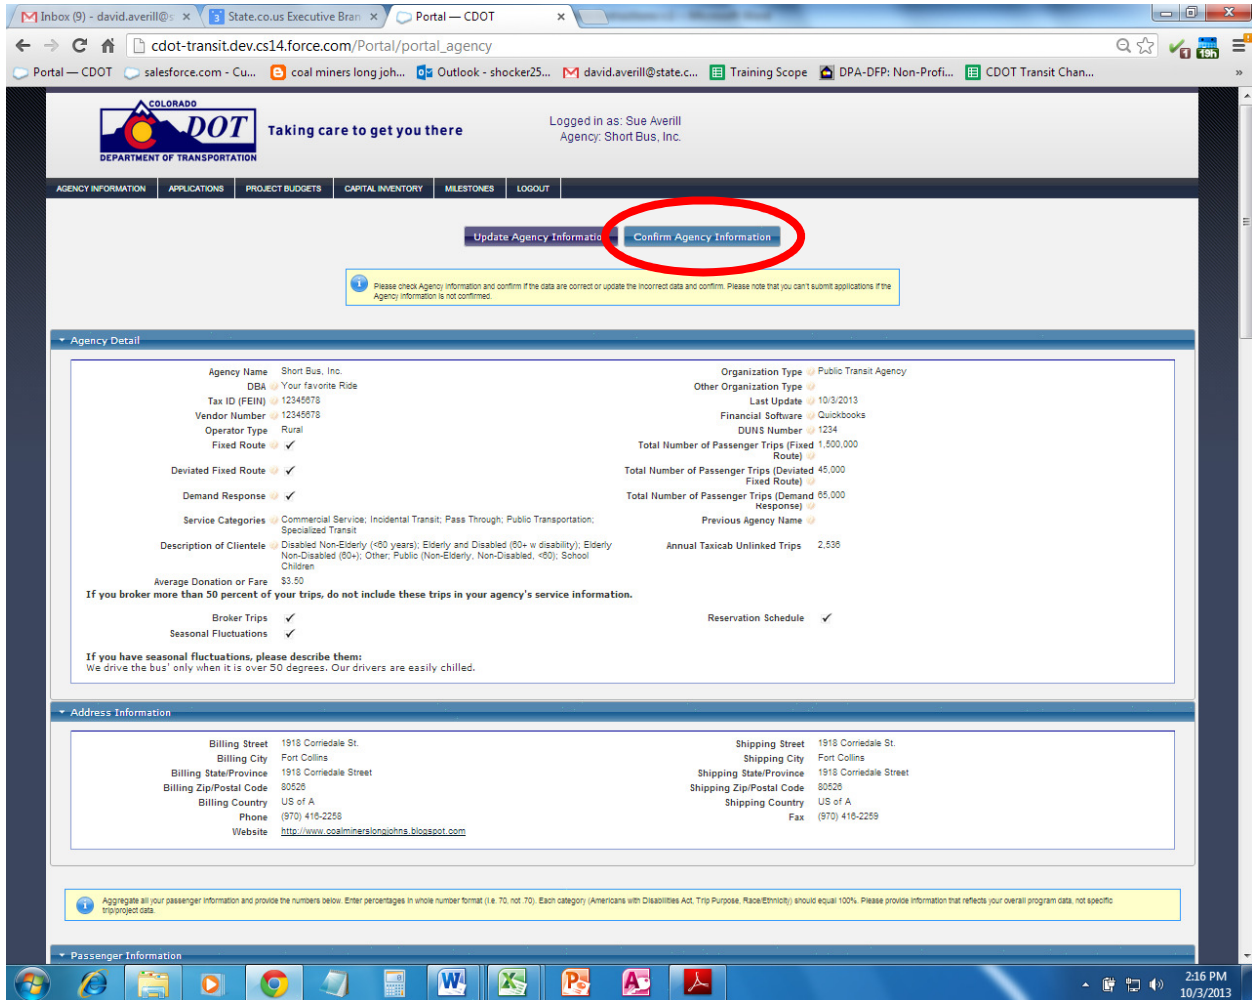 Inbox (9) - david.averill@s
State.co.us Executive Bran
Portal — CDOT
cdot-transit.dev.cs14.force.com/Portal/portal_agency
Portal — CDOT
salesforce.com - Cu...
coal miners long joh...
Outlook - shocker25...
david.averill@state.c...
Training Scope
DPA-DFP: Non-Profi...
CDOT Transit Chan...
COLORADO
DOT
DEPARTMENT OF TRANSPORTATION
Taking care to get you there
Logged in as: Sue Averill
Agency: Short Bus, Inc.
AGENCY INFORMATION APPLICATIONS PROJECT BUDGETS CAPITAL INVENTORY MILESTONES LOGOUT
Update Agency Information Confirm Agency Information
Please check Agency information and confirm if the data are correct or update the incorrect data and confirm. Please note that you can't submit applications if the
Agency information is not confirmed.
Agency Detail
Agency Name Short Bus, Inc. Organization Type Public Transit Agency
DBA Your favorite Ride Other Organization Type
Tax ID (FEIN) 12345678 Last Update 10/3/2013
Vendor Number 12345678 Financial Software Quickbooks
Operator Type Rural DUNS Number 1234
Fixed Route ✓ Total Number of Passenger Trips (Fixed 1,500,000
Route)
Deviated Fixed Route ✓ Total Number of Passenger Trips (Deviated 45,000
Fixed Route)
Demand Response ✓ Total Number of Passenger Trips (Demand 65,000
Response)
Service Categories Commercial Service; Incidental Transit; Pass Through; Public Transportation; Previous Agency Name
Specialized Transit
Description of Clientele Disabled Non-Elderly (<60 years); Elderly and Disabled (60+ w disability); Elderly Annual Taxicab Unlinked Trips 2,536
Non-Disabled (60+); Other; Public (Non-Elderly, Non-Disabled, <60); School
Children
Average Donation or Fare $3.50
If you broker more than 50 percent of your trips, do not include these trips in your agency's service information.
Broker Trips ✓ Reservation Schedule ✓
Seasonal Fluctuations ✓
If you have seasonal fluctuations, please describe them:
We drive the bus' only when it is over 50 degrees. Our drivers are easily chilled.
Address Information
Billing Street 1918 Corriedale St. Shipping Street 1918 Corriedale St.
Billing City Fort Collins Shipping City Fort Collins
Billing State/Province 1918 Corriedale Street Shipping State/Province 1918 Corriedale Street
Billing Zip/Postal Code 80526 Shipping Zip/Postal Code 80526
Billing Country US of A Shipping Country US of A
Phone (970) 416-2258 Fax (970) 416-2259
Website http://www.coalminerslongjohns.blogspot.com
Aggregate all your passenger information and provide the numbers below. Enter percentages in whole number format (i.e. 70, not .70). Each category (Americans with Disabilities Act, Trip Purpose, Race/Ethnicity) should equal 100%. Please provide information that reflects your overall program data, not specific
trip/project data.
Passenger Information
2:16 PM
10/3/2013